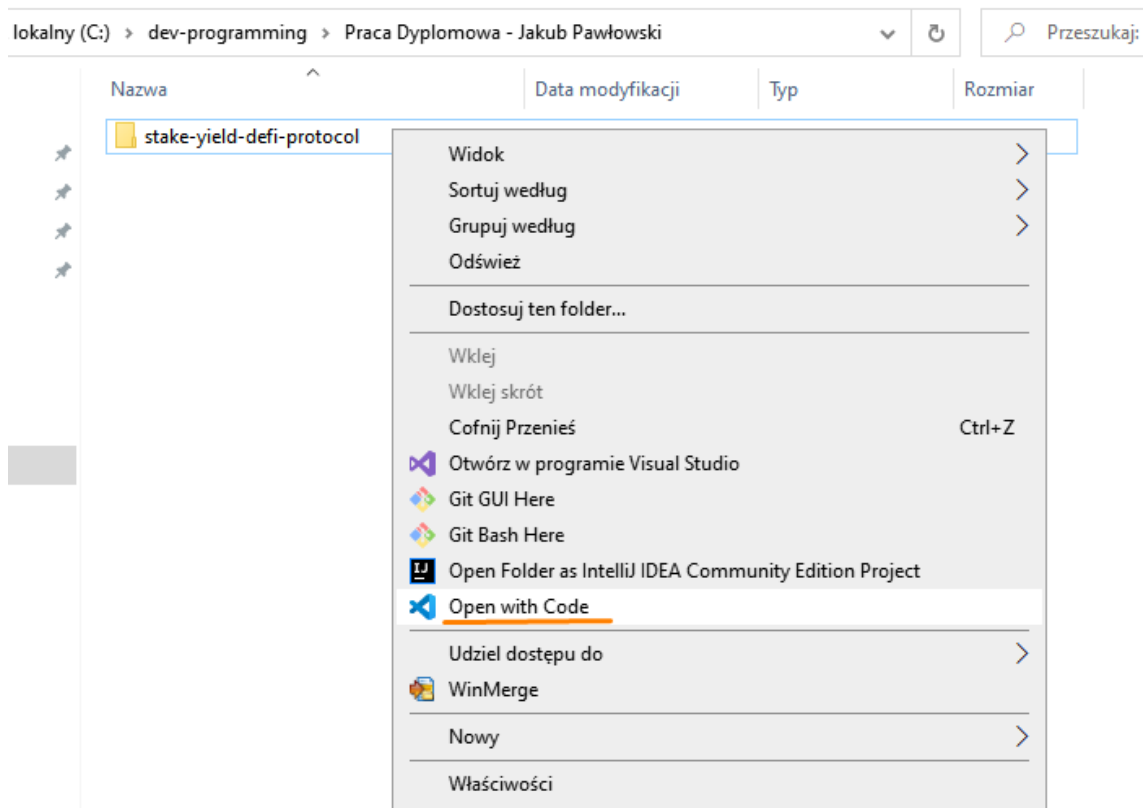 lokalny (C:) > dev-programming > Praca Dyplomowa - Jakub Pawłowski Przeszukaj:
Nazwa Data modyfikacji Typ Rozmiar
stake-yield-defi-protocol
Widok
Sortuj według
Grupuj według
Odśwież
Dostosuj ten folder...
Wklej
Wklej skrót
Cofnij Przenieś Ctrl+Z
Otwórz w programie Visual Studio
Git GUI Here
Git Bash Here
IJ Open Folder as IntelliJ IDEA Community Edition Project
Open with Code
Udziel dostępu do
WinMerge
Nowy
Właściwości